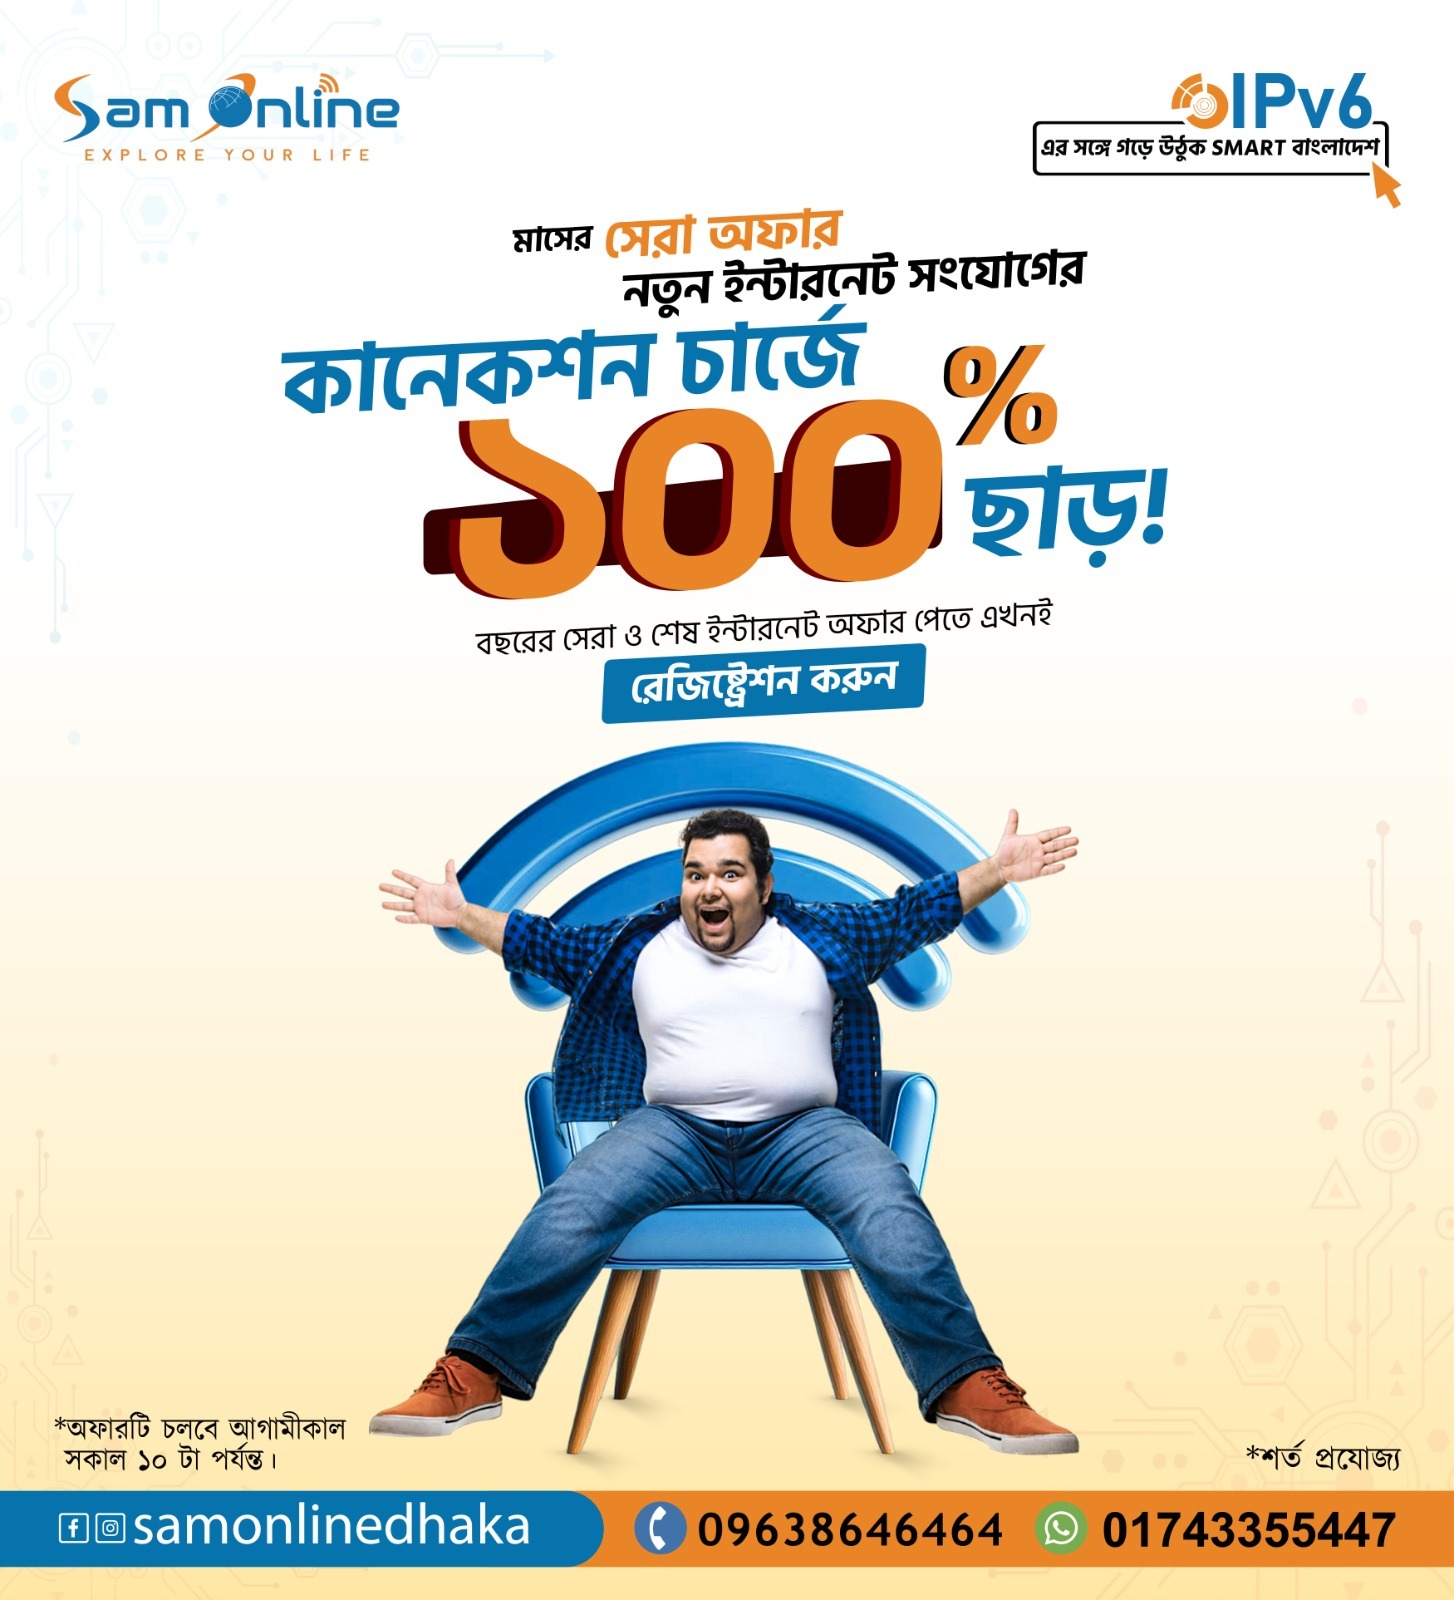 Sam Online
EXPLORE YOUR LIFE
IPv6
এর সঙ্গে গড়ে উঠুক SMART বাংলাদেশ
মাসের সেরা অফার
নতুন ইন্টারনেট সংযোগের
কানেকশন চার্জে
১০০%
ছাড়!
বছরের সেরা ও শেষ ইন্টারনেট অফার পেতে এখনই
রেজিষ্ট্রেশন করুন
*অফারটি চলবে আগামীকাল
সকাল ১০ টা পর্যন্ত।
*শর্ত প্রযোজ্য
samonlinedhaka
09638646464
01743355447